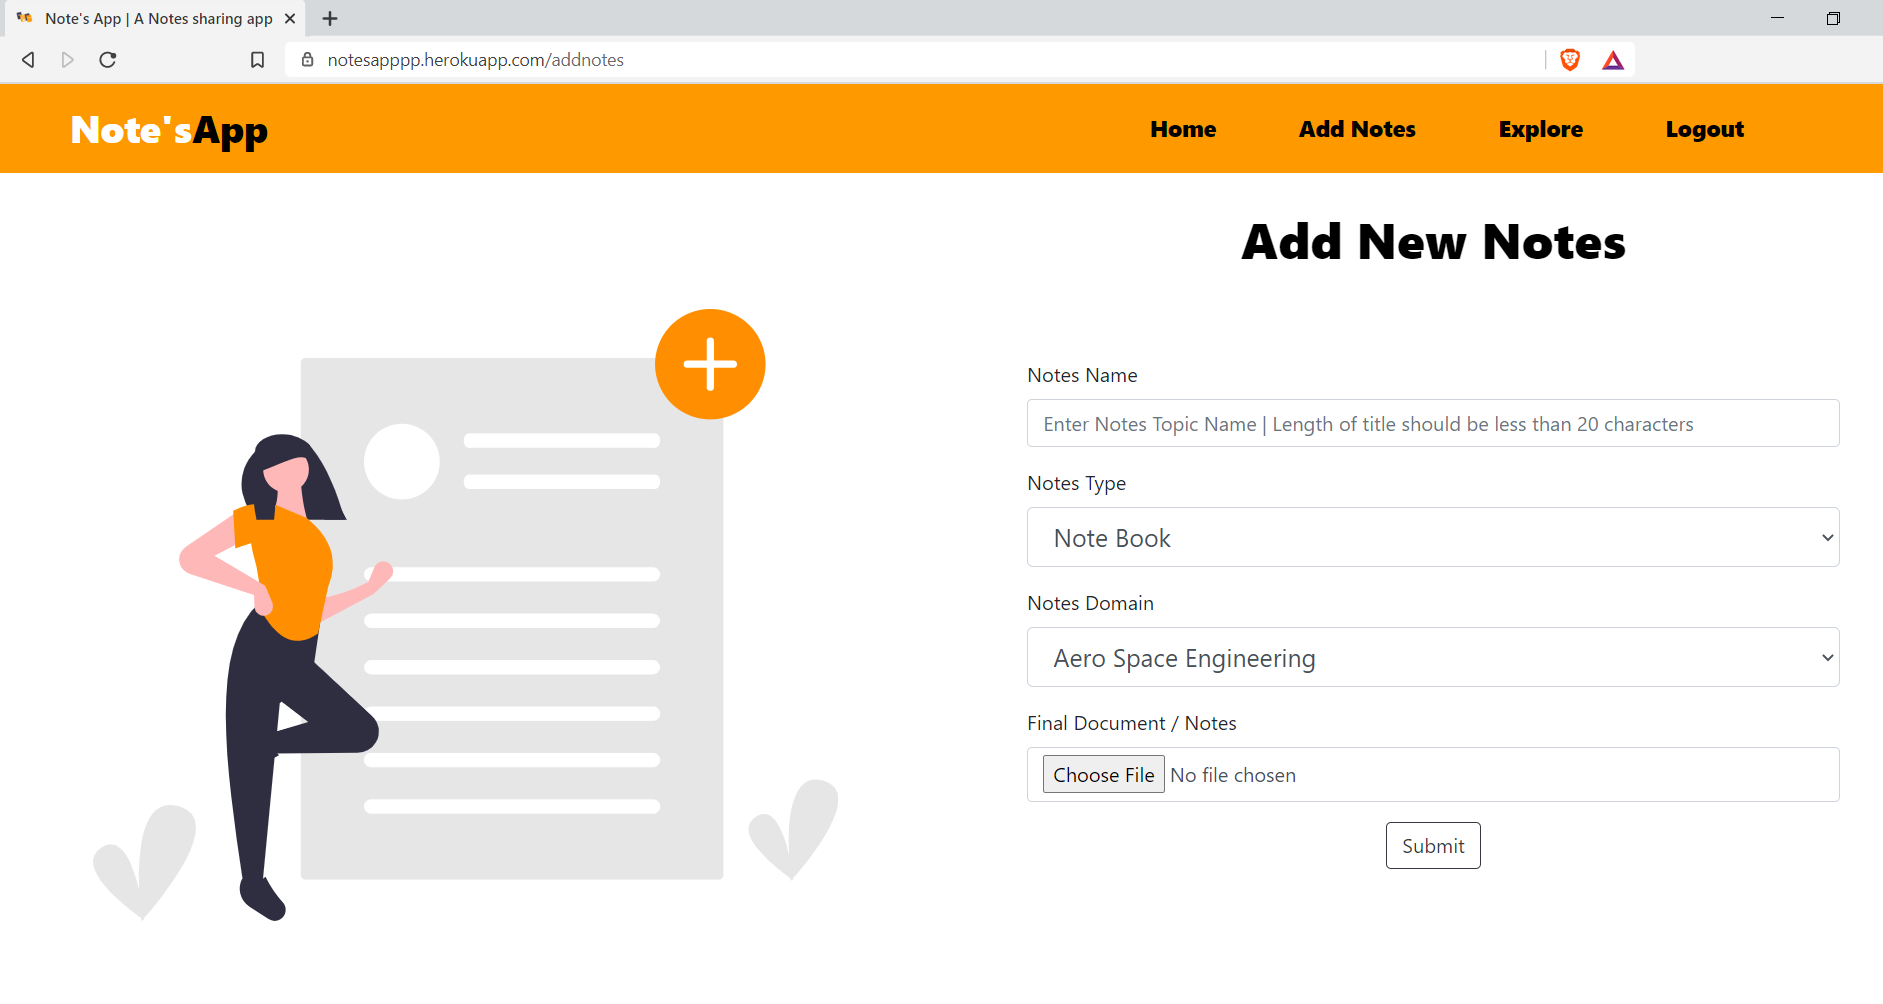 Note's App | A Notes sharing app
notesapppp.herokuapp.com/addnotes
Note'sApp
Home
Add Notes
Explore
Logout
Add New Notes
Notes Name
Enter Notes Topic Name | Length of title should be less than 20 characters
Notes Type
Note Book
Notes Domain
Aero Space Engineering
Final Document / Notes
Choose File No file chosen
Submit